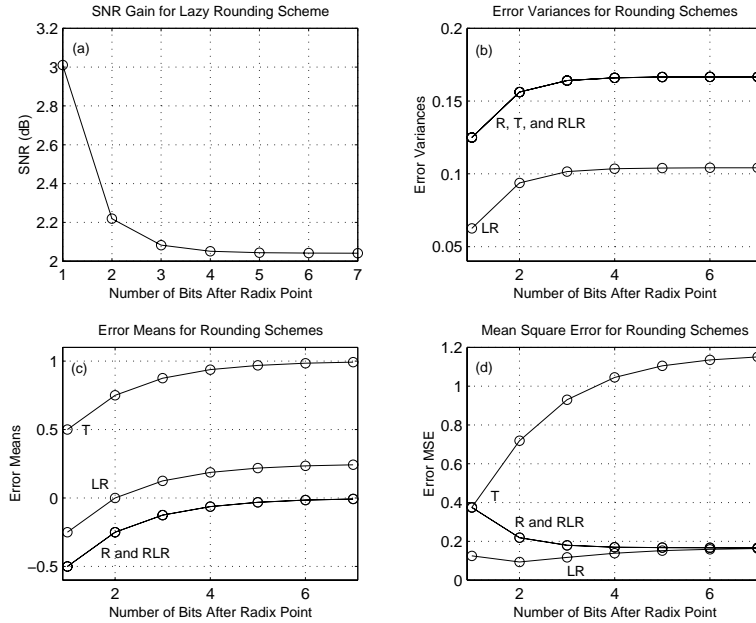 SNR Gain for Lazy Rounding Scheme
(a)
3.2
3
2.8
2.6
2.4
2.2
2
SNR (dB)
1 2 3 4 5 6 7
Number of Bits After Radix Point
Error Variances for Rounding Schemes
(b)
0.2
0.15
0.1
0.05
Error Variances
R, T, and RLR
LR
2 4 6
Number of Bits After Radix Point
Error Means for Rounding Schemes
(c)
1
0.5
0
−0.5
Error Means
T
LR
R and RLR
2 4 6
Number of Bits After Radix Point
Mean Square Error for Rounding Schemes
(d)
1.2
1
0.8
0.6
0.4
0.2
0
Error MSE
T
R and RLR
LR
2 4 6
Number of Bits After Radix Point